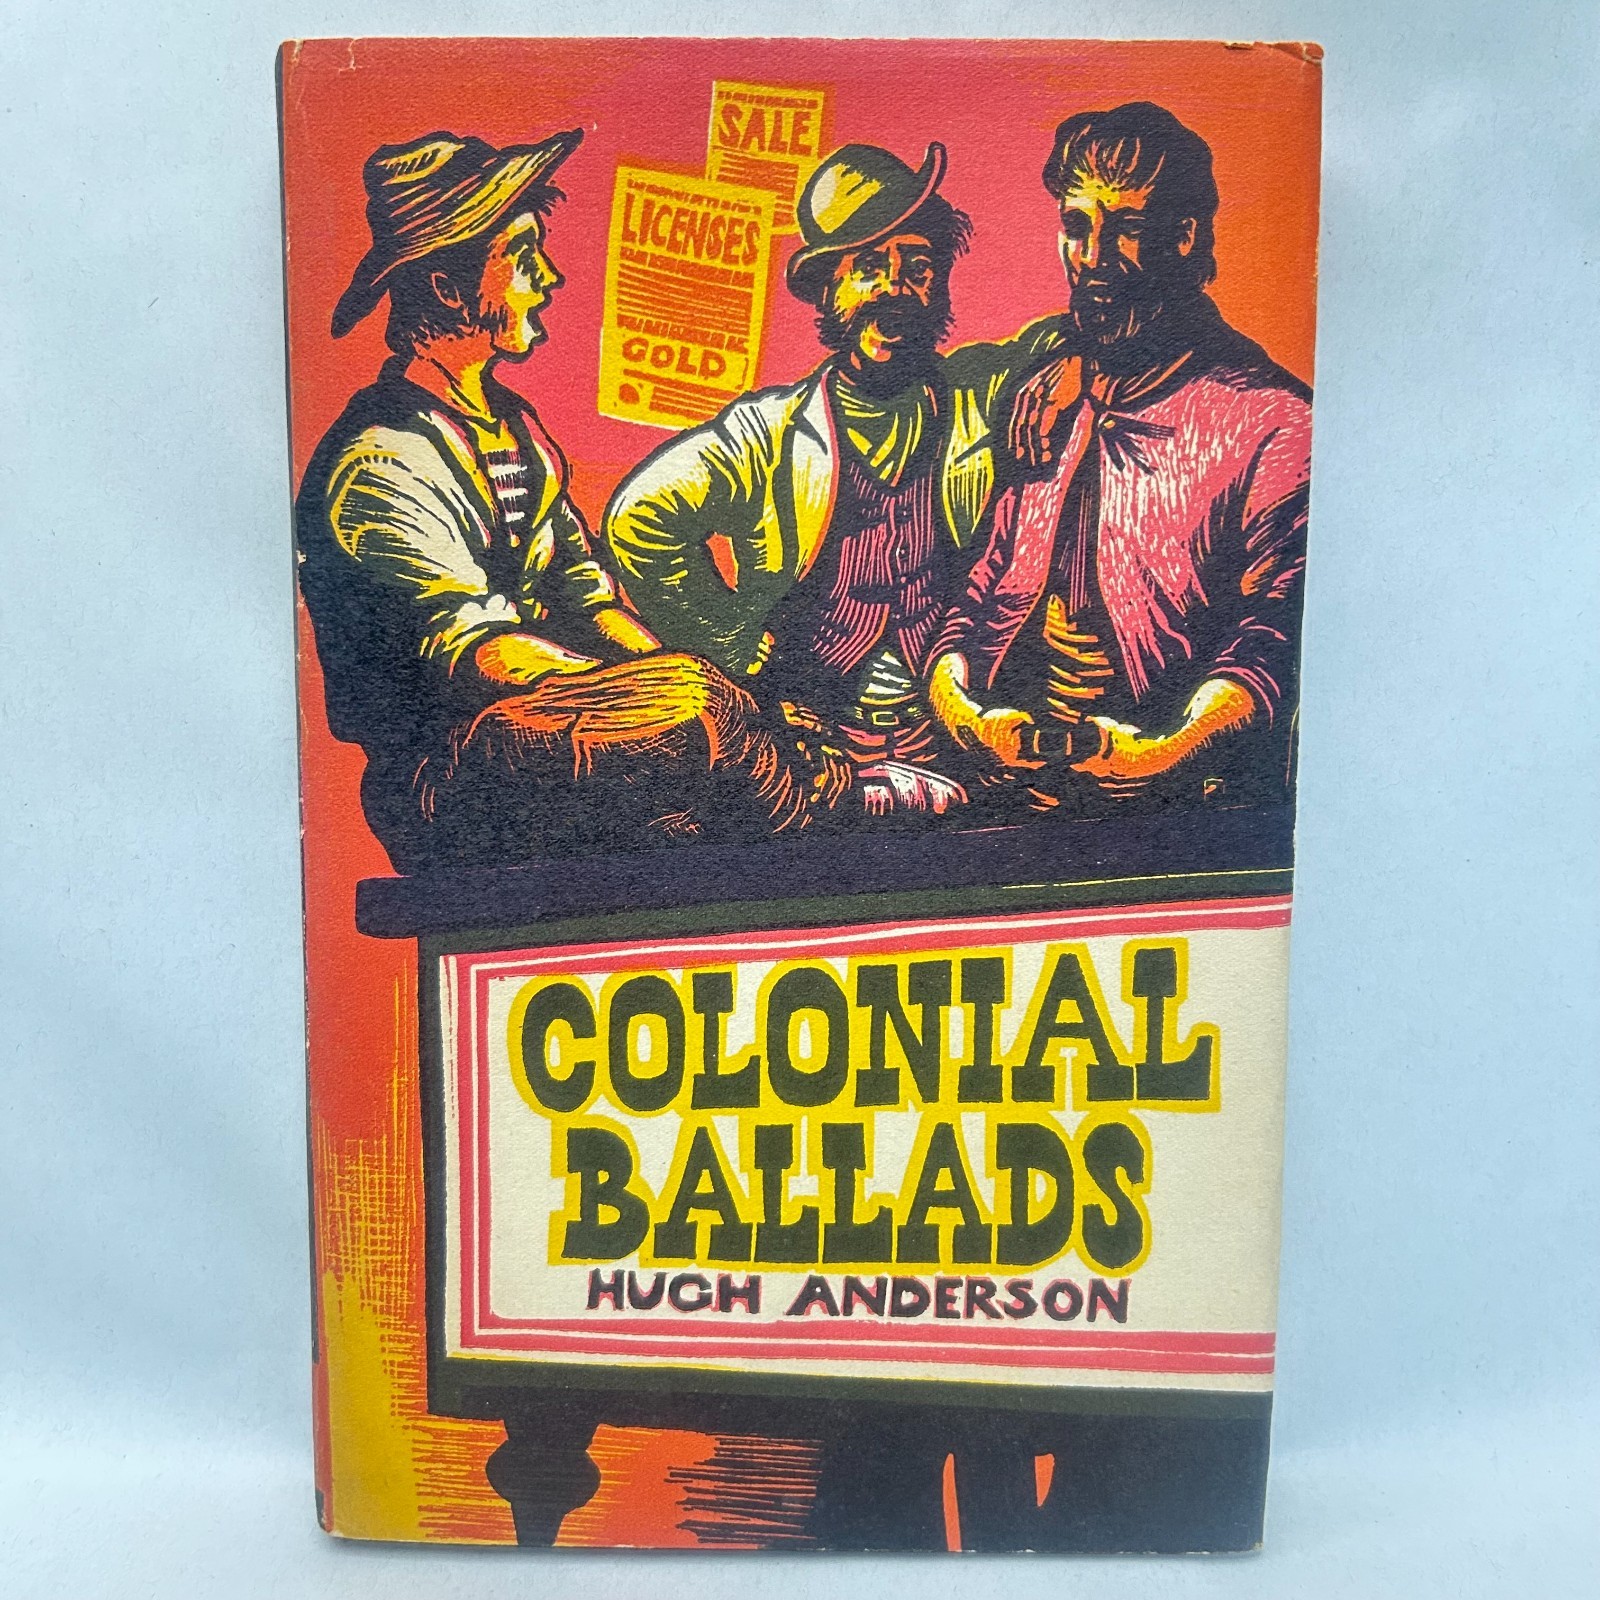 SALE
LICENSES
GOLD
COLONIAL
BALLADS
HUGH ANDERSON